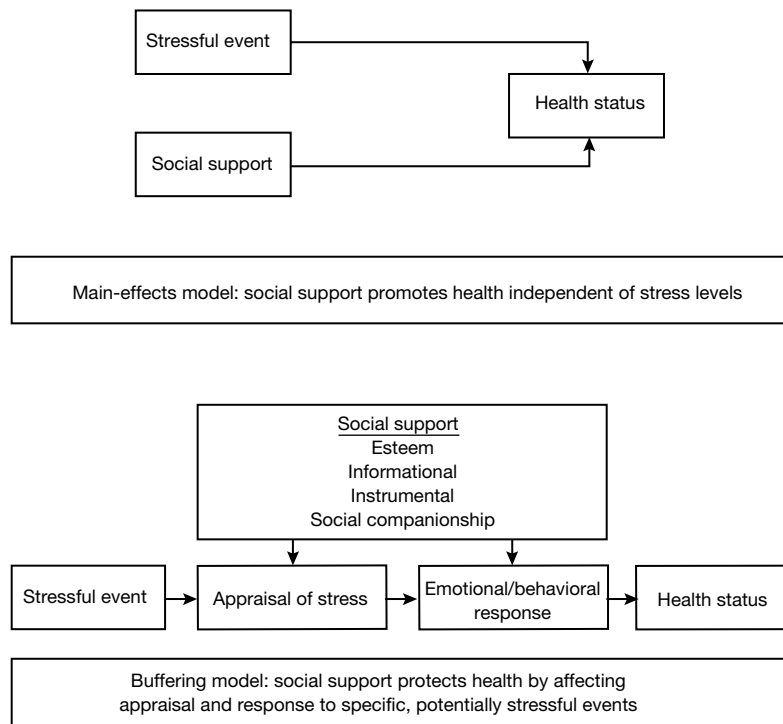 Stressful event
Health status
Social support
Main-effects model: social support promotes health independent of stress levels
Social support
Esteem
Informational
Instrumental
Social companionship
Stressful event
Appraisal of stress
Emotional/behavioral
response
Health status
Buffering model: social support protects health by affecting
appraisal and response to specific, potentially stressful events